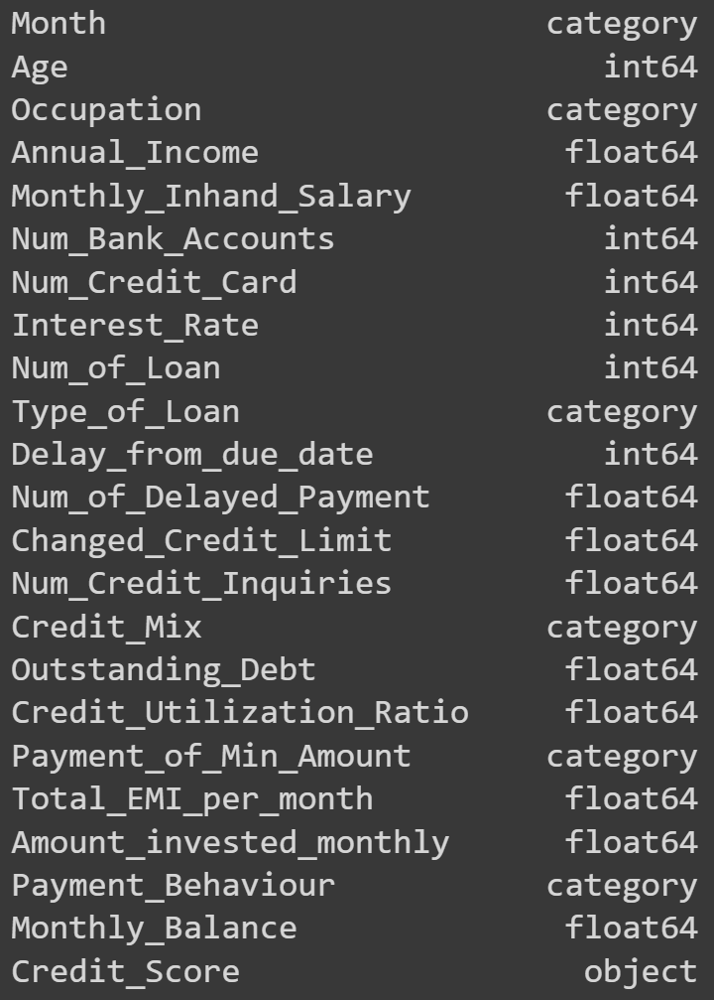 Month category
Age int64
Occupation category
Annual_Income float64
Monthly_Inhand_Salary float64
Num_Bank_Accounts int64
Num_Credit_Card int64
Interest_Rate int64
Num_of_Loan int64
Type_of_Loan category
Delay_from_due_date int64
Num_of_Delayed_Payment float64
Changed_Credit_Limit float64
Num_Credit_Inquiries float64
Credit_Mix category
Outstanding_Debt float64
Credit_Utilization_Ratio float64
Payment_of_Min_Amount category
Total_EMI_per_month float64
Amount_invested_monthly float64
Payment_Behaviour category
Monthly_Balance float64
Credit_Score object